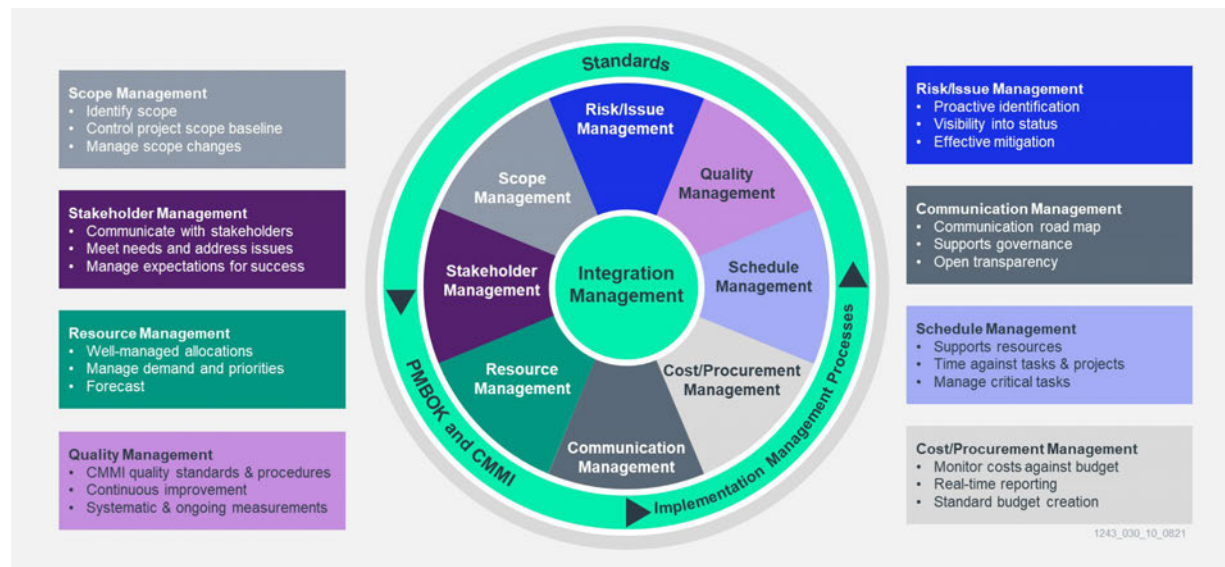 Scope Management
• Identify scope
• Control project scope baseline
• Manage scope changes
Stakeholder Management
• Communicate with stakeholders
• Meet needs and address issues
• Manage expectations for success
Resource Management
• Well-managed allocations
• Manage demand and priorities
• Forecast
Quality Management
• CMMI quality standards & procedures
• Continuous improvement
• Systematic & ongoing measurements
Standards
Risk/Issue
Management
Quality
Management
Schedule
Management
Cost/Procurement
Management
Communication
Management
Resource
Management
Stakeholder
Management
Scope
Management
Integration
Management
PMBOK and CMMI
Implementation Management Processes
Risk/Issue Management
• Proactive identification
• Visibility into status
• Effective mitigation
Communication Management
• Communication road map
• Supports governance
• Open transparency
Schedule Management
• Supports resources
• Time against tasks & projects
• Manage critical tasks
Cost/Procurement Management
• Monitor costs against budget
• Real-time reporting
• Standard budget creation
1243_030_10_0821